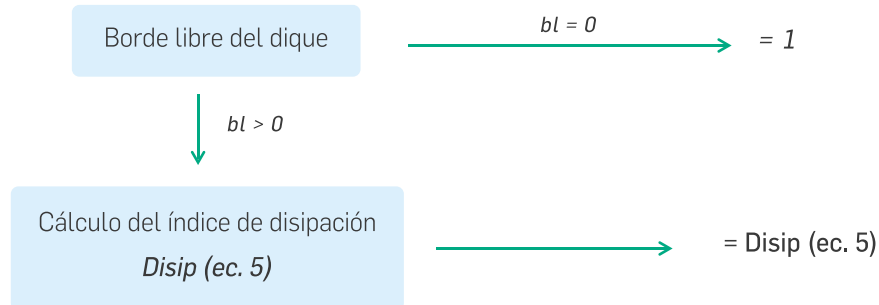 Borde libre del dique
bl = 0
= 1
bl > 0
Cálculo del índice de disipación
Disip (ec. 5)
= Disip (ec. 5)